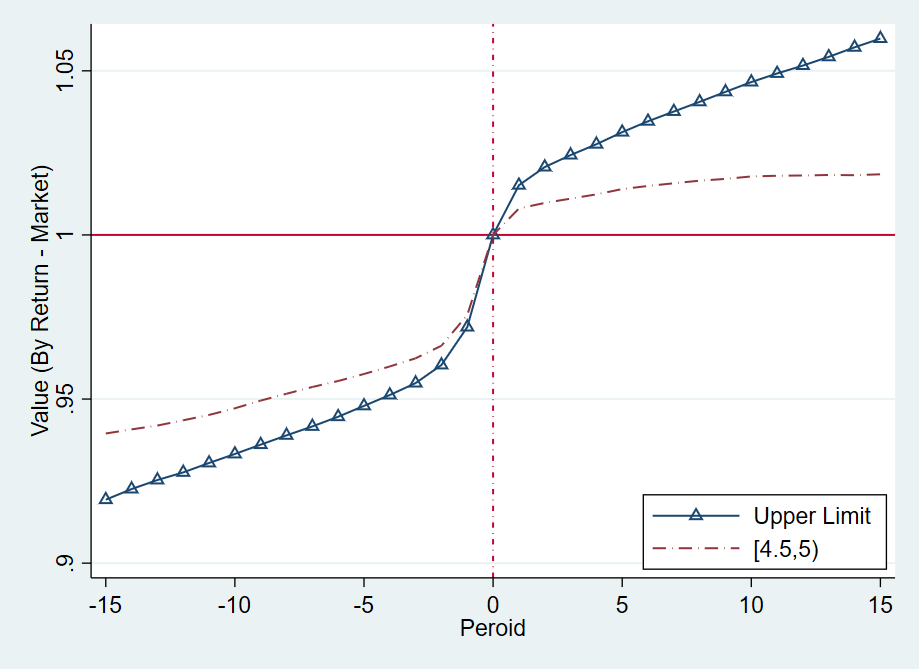 Value (By Return - Market)
1.05
1
.95
.9
-15 -10 -5 0 5 10 15
Peroid
Upper Limit
[4.5,5)